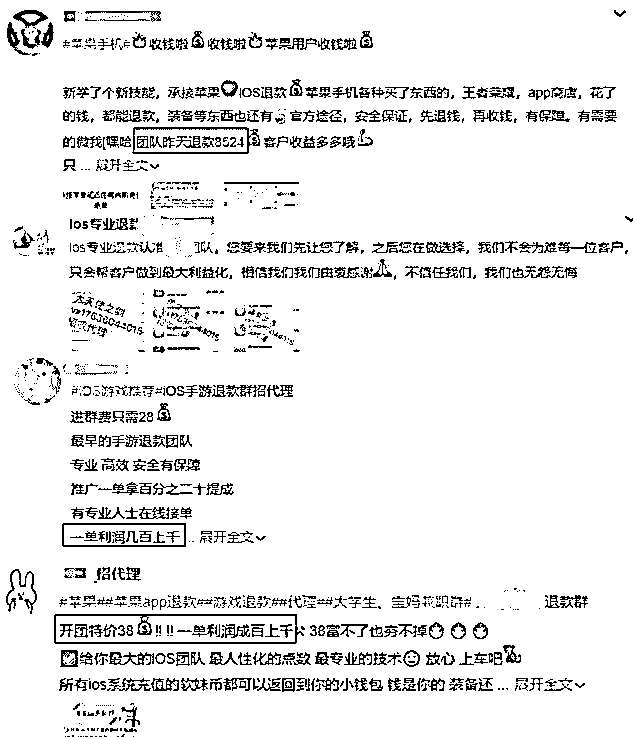 #苹果手机#🔥收钱啦💰收钱啦🔥苹果用户收钱啦💰
新学了个新技能，承接苹果iOS退款💰苹果手机各种买了东西的，王者荣耀，app商店，花了
的钱，都能退款，装备等东西也还有 官方途径，安全保证，先退钱，再收钱，有保障。有需要
的微我[嘿哈 团队昨天退款8524💰客户收益多多哦💪
只 ... 展开全文
ios专业退款
ios专业退款认准 团队，您要来我们先让您了解，之后您在做选择，我们不会为难每一位客户，
只会帮客户做到最大利益化，相信我们我们由衷感谢🙏，不信任我们，我们也无怨无悔
#iOS游戏推荐#iOS手游退款群招代理
进群费只需28💰
最早的手游退款团队
专业 高效 安全有保障
推广一单拿百分之二十提成
有专业人士在线接单
一单利润几百上千 ... 展开全文
招代理
#苹果##苹果app退款##游戏退款##代理##大学生、宝妈兼职群# 退款群
开团特价38💰!! !! 一单利润成百上千 38富不了也穷不掉
给你最大的iOS团队 最人性化的点数 最专业的技术 放心 上车吧
所有ios系统充值的软妹币都可以返回到你的小钱包 钱是你的 装备还 ... 展开全文